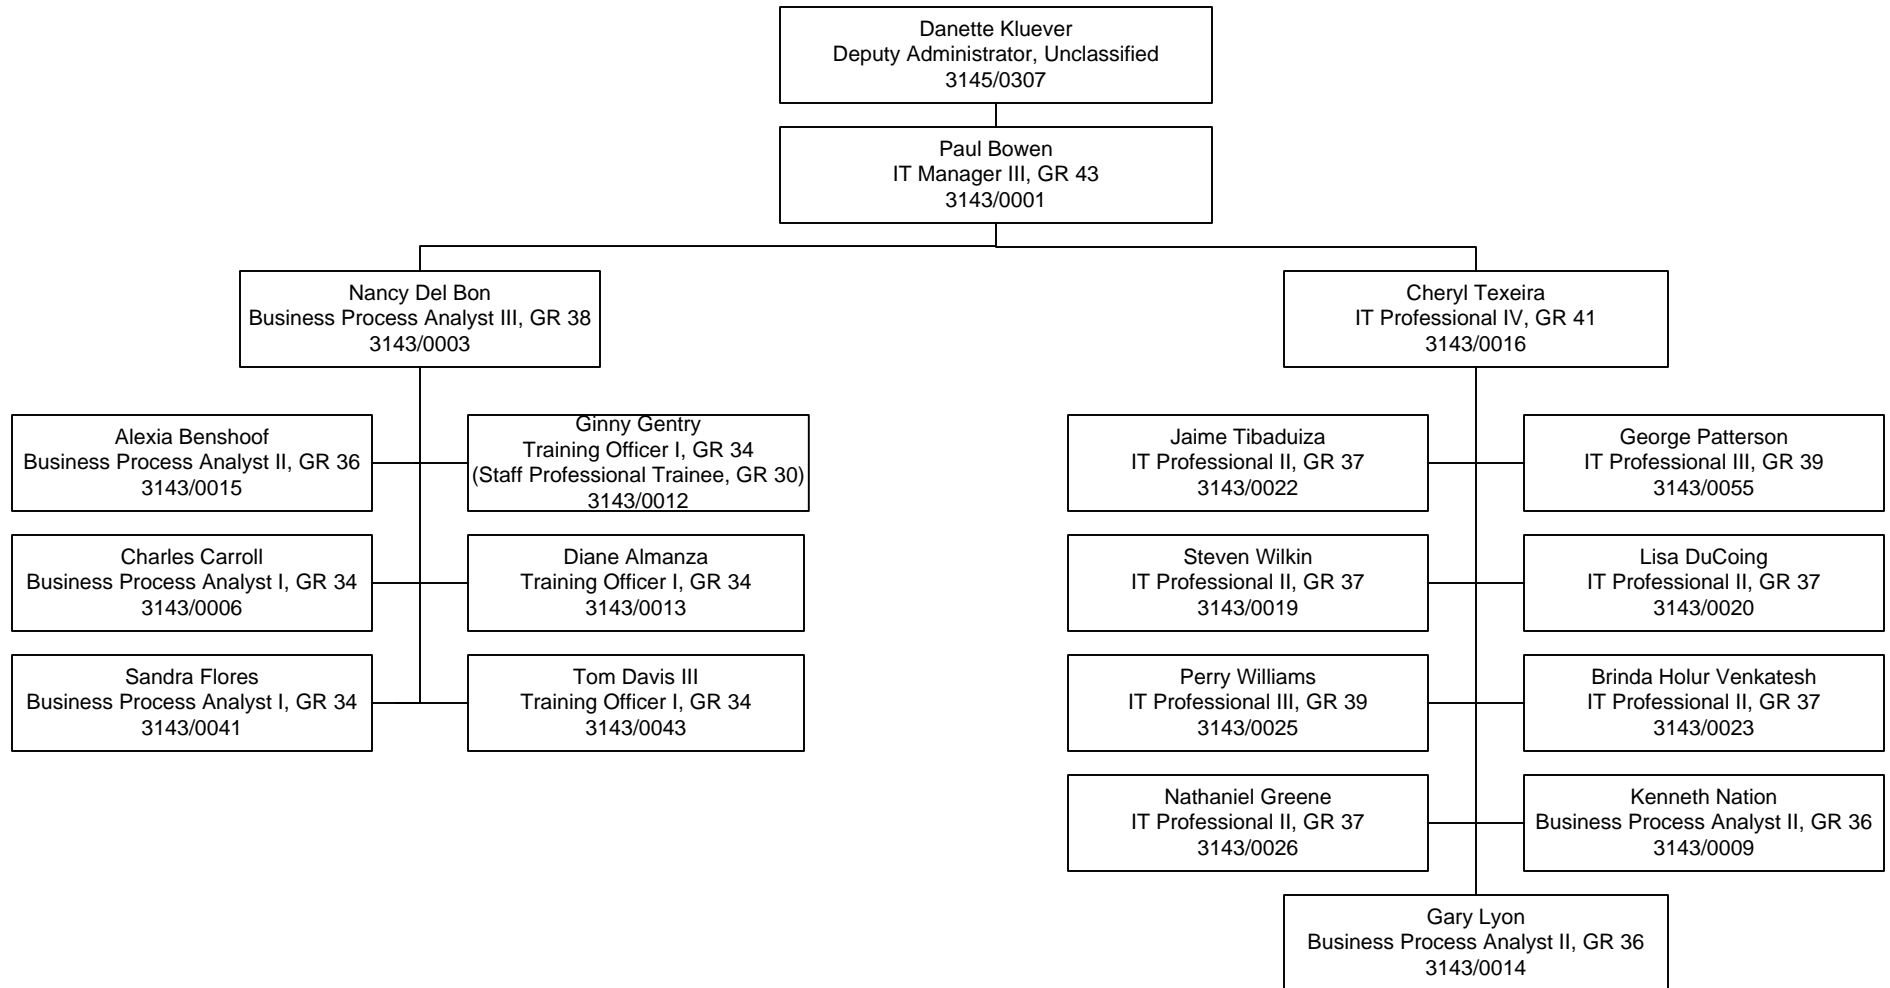 Danette Kluever
Deputy Administrator, Unclassified
3145/0307
Paul Bowen
IT Manager III, GR 43
3143/0001
Nancy Del Bon
Business Process Analyst III, GR 38
3143/0003
Cheryl Texeira
IT Professional IV, GR 41
3143/0016
Alexia Benshoof
Business Process Analyst II, GR 36
3143/0015
Ginny Gentry
Training Officer I, GR 34
(Staff Professional Trainee, GR 30)
3143/0012
Charles Carroll
Business Process Analyst I, GR 34
3143/0006
Diane Almanza
Training Officer I, GR 34
3143/0013
Sandra Flores
Business Process Analyst I, GR 34
3143/0041
Tom Davis III
Training Officer I, GR 34
3143/0043
Jaime Tibaduiza
IT Professional II, GR 37
3143/0022
George Patterson
IT Professional III, GR 39
3143/0055
Steven Wilkin
IT Professional II, GR 37
3143/0019
Lisa DuCoing
IT Professional II, GR 37
3143/0020
Perry Williams
IT Professional III, GR 39
3143/0025
Brinda Holur Venkatesh
IT Professional II, GR 37
3143/0023
Nathaniel Greene
IT Professional II, GR 37
3143/0026
Kenneth Nation
Business Process Analyst II, GR 36
3143/0009
Gary Lyon
Business Process Analyst II, GR 36
3143/0014